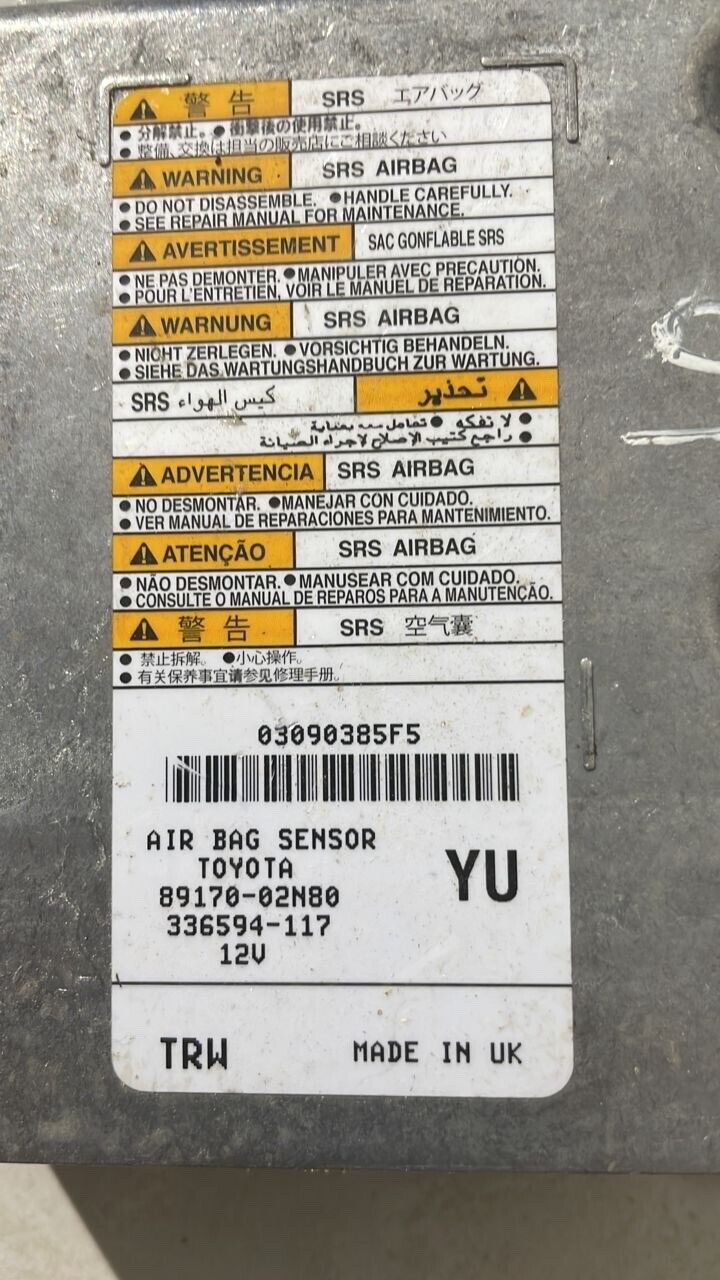 警告 SRS エアバッグ
● 分解禁止。 ● 衝撃後の使用禁止。
● 整備、交換は担当の販売店にご相談ください
WARNING SRS AIRBAG
● DO NOT DISASSEMBLE. ● HANDLE CAREFULLY.
● SEE REPAIR MANUAL FOR MAINTENANCE.
AVERTISSEMENT SAC GONFLABLE SRS
● NE PAS DEMONTER. ● MANIPULER AVEC PRECAUTION.
● POUR L'ENTRETIEN, VOIR LE MANUEL DE REPARATION.
WARNUNG SRS AIRBAG
● NICHT ZERLEGEN. ● VORSICHTIG BEHANDELN.
● SIEHE DAS WARTUNGSHANDBUCH ZUR WARTUNG.
تحذير كيس الهواء SRS
● لا تفكه ● تعامل معه بعناية
● راجع كتيب الإصلاح لاجراء الصيانة
ADVERTENCIA SRS AIRBAG
● NO DESMONTAR. ● MANEJAR CON CUIDADO.
● VER MANUAL DE REPARACIONES PARA MANTENIMIENTO.
ATENÇÃO SRS AIRBAG
● NÃO DESMONTAR. ● MANUSEAR COM CUIDADO.
● CONSULTE O MANUAL DE REPAROS PARA A MANUTENÇÃO.
警告 SRS 空气囊
● 禁止拆解。 ● 小心操作。
● 有关保养事宜请参见修理手册。
03090385F5
AIR BAG SENSOR
TOYOTA
89170-02N80
336594-117
12V
YU
TRW MADE IN UK